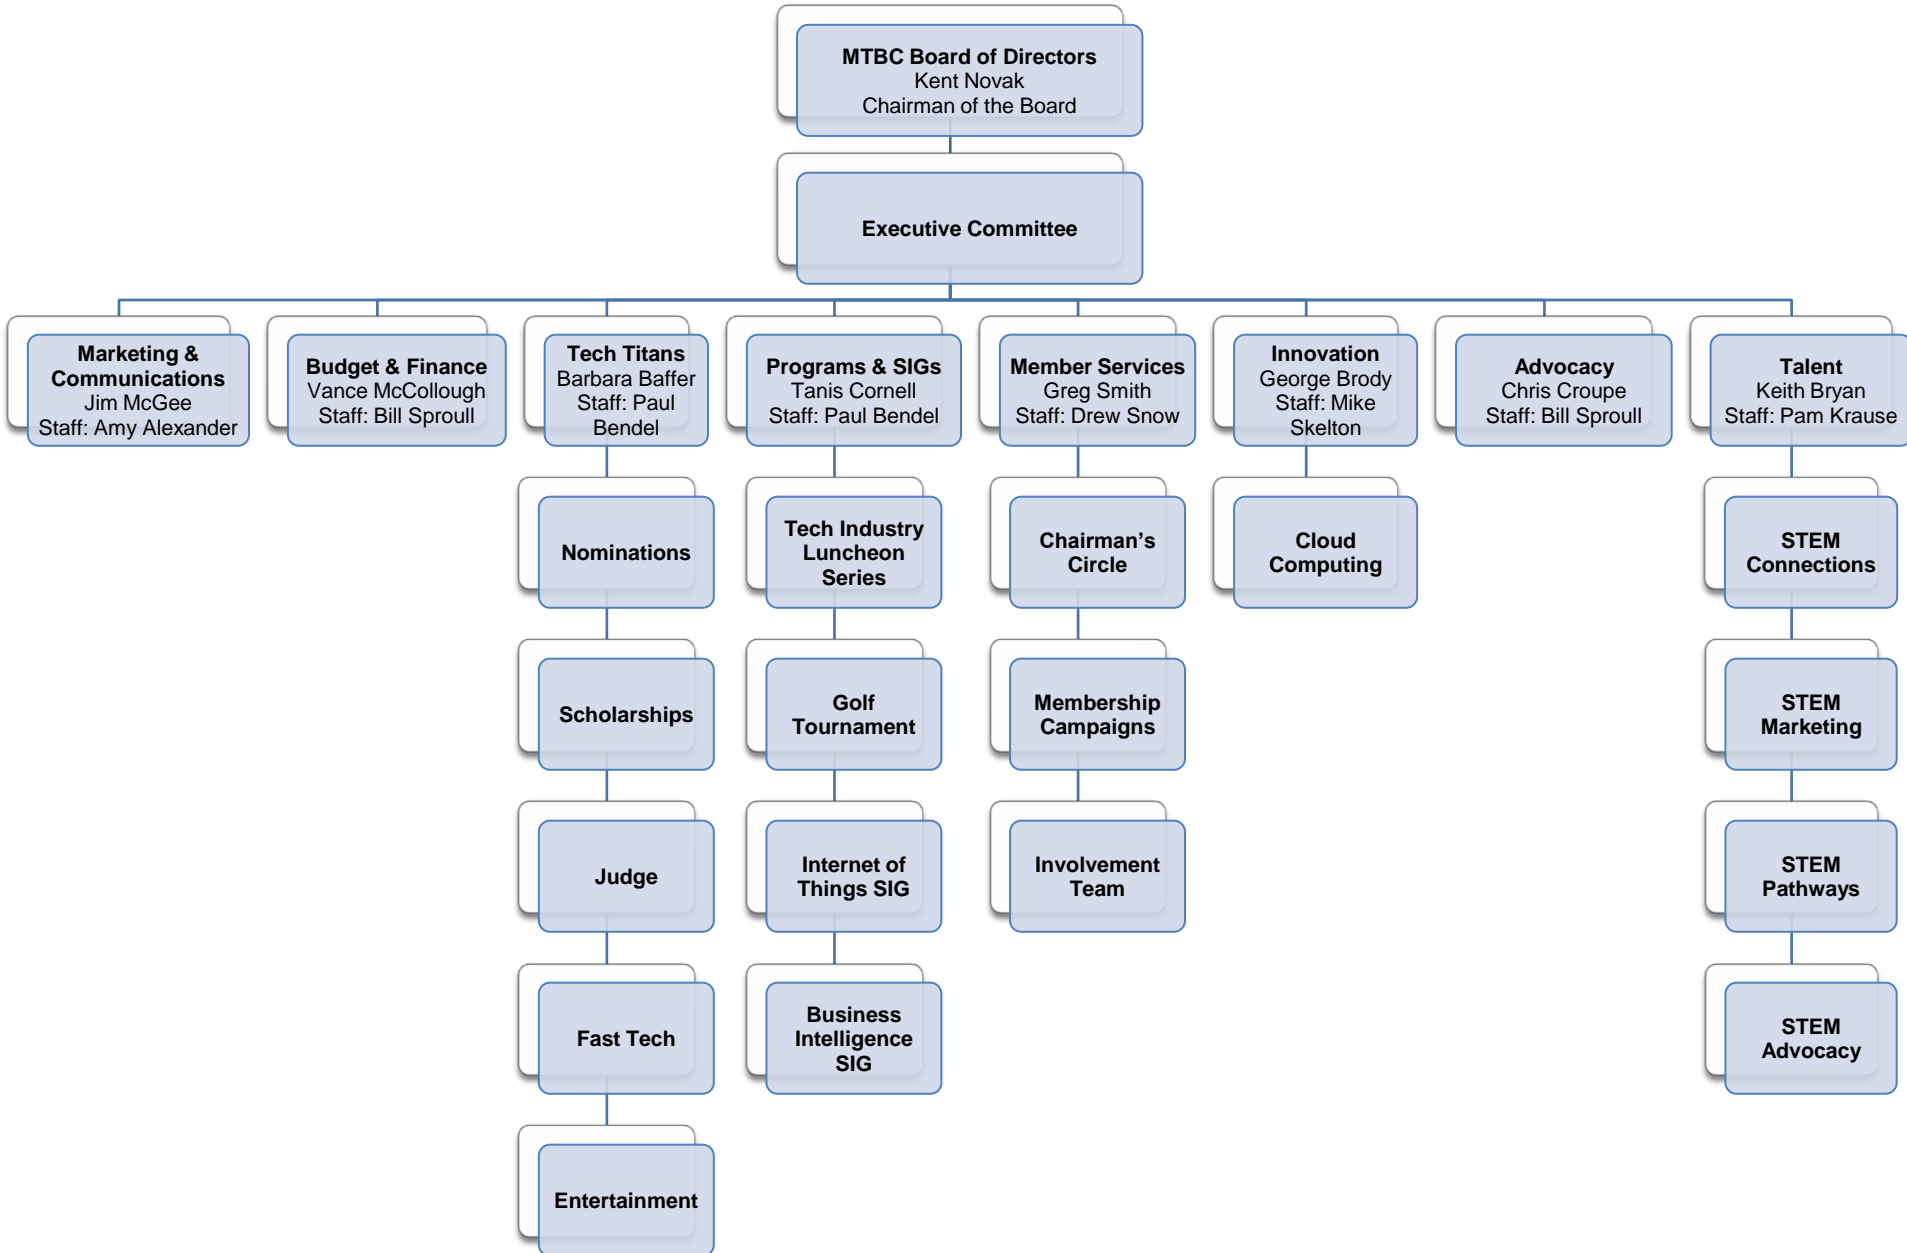 MTBC Board of Directors
Kent Novak
Chairman of the Board
Executive Committee
Marketing &
Communications
Jim McGee
Staff: Amy Alexander
Budget & Finance
Vance McCollough
Staff: Bill Sproull
Tech Titans
Barbara Baffer
Staff: Paul
Bendel
Programs & SIGs
Tanis Cornell
Staff: Paul Bendel
Member Services
Greg Smith
Staff: Drew Snow
Innovation
George Brody
Staff: Mike
Skelton
Advocacy
Chris Croupe
Staff: Bill Sproull
Talent
Keith Bryan
Staff: Pam Krause
Nominations
Scholarships
Judge
Fast Tech
Entertainment
Tech Industry
Luncheon
Series
Golf
Tournament
Internet of
Things SIG
Business
Intelligence
SIG
Chairman’s
Circle
Membership
Campaigns
Involvement
Team
Cloud
Computing
STEM
Connections
STEM
Marketing
STEM
Pathways
STEM
Advocacy